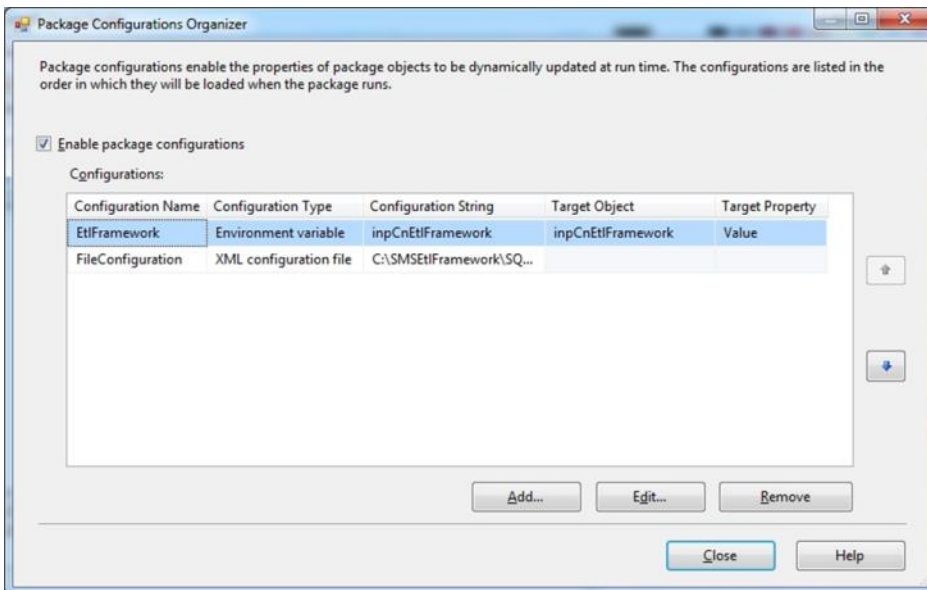 Package Configurations Organizer
Package configurations enable the properties of package objects to be dynamically updated at run time. The configurations are listed in the
order in which they will be loaded when the package runs.
Enable package configurations
Configurations:
Configuration Name Configuration Type Configuration String Target Object Target Property
EtlFramework Environment variable inpCnEtlFramework inpCnEtlFramework Value
FileConfiguration XML configuration file C:\SMSEtlFramework\SQ...
Add... Edit... Remove
Close Help